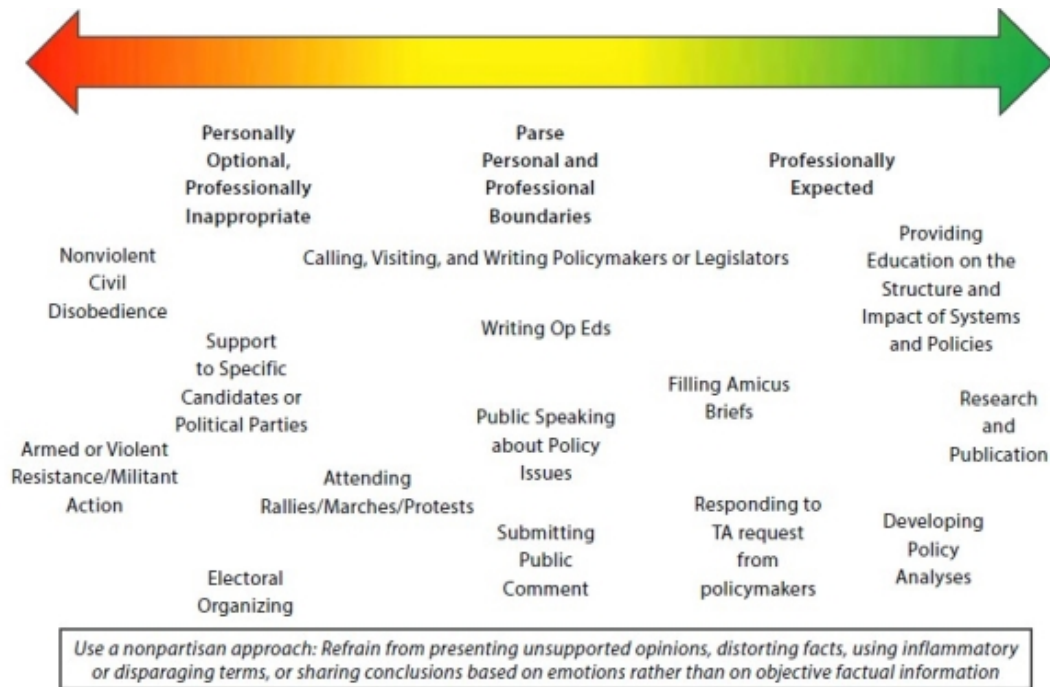 Personally
Optional,
Professionally
Inappropriate
Parse
Personal and
Professional
Boundaries
Professionally
Expected
Nonviolent
Civil
Disobedience
Calling, Visiting, and Writing Policymakers or Legislators
Providing
Education on the
Structure and
Impact of Systems
and Policies
Writing Op Eds
Support
to Specific
Candidates or
Political Parties
Filling Amicus
Briefs
Research
and
Publication
Public Speaking
about Policy
Issues
Armed or Violent
Resistance/Militant
Action
Attending
Rallies/Marches/Protests
Responding to
TA request
from
policymakers
Developing
Policy
Analyses
Submitting
Public
Comment
Electoral
Organizing
Use a nonpartisan approach: Refrain from presenting unsupported opinions, distorting facts, using inflammatory
or disparaging terms, or sharing conclusions based on emotions rather than on objective factual information